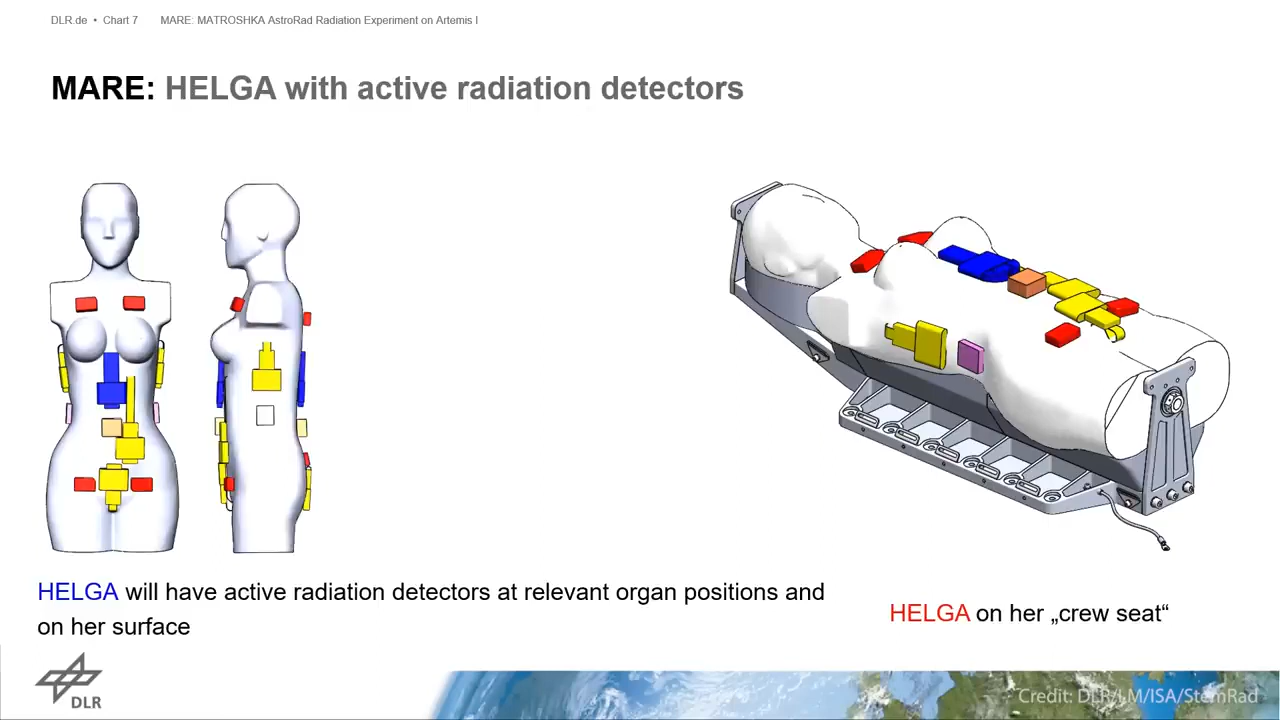 DLR.de • Chart 7 MARE: MATROSHKA AstroRad Radiation Experiment on Artemis I
MARE: HELGA with active radiation detectors
HELGA will have active radiation detectors at relevant organ positions and
on her surface
HELGA on her „crew seat“
DLR
Credit: DLR/LM/ISA/StemRad